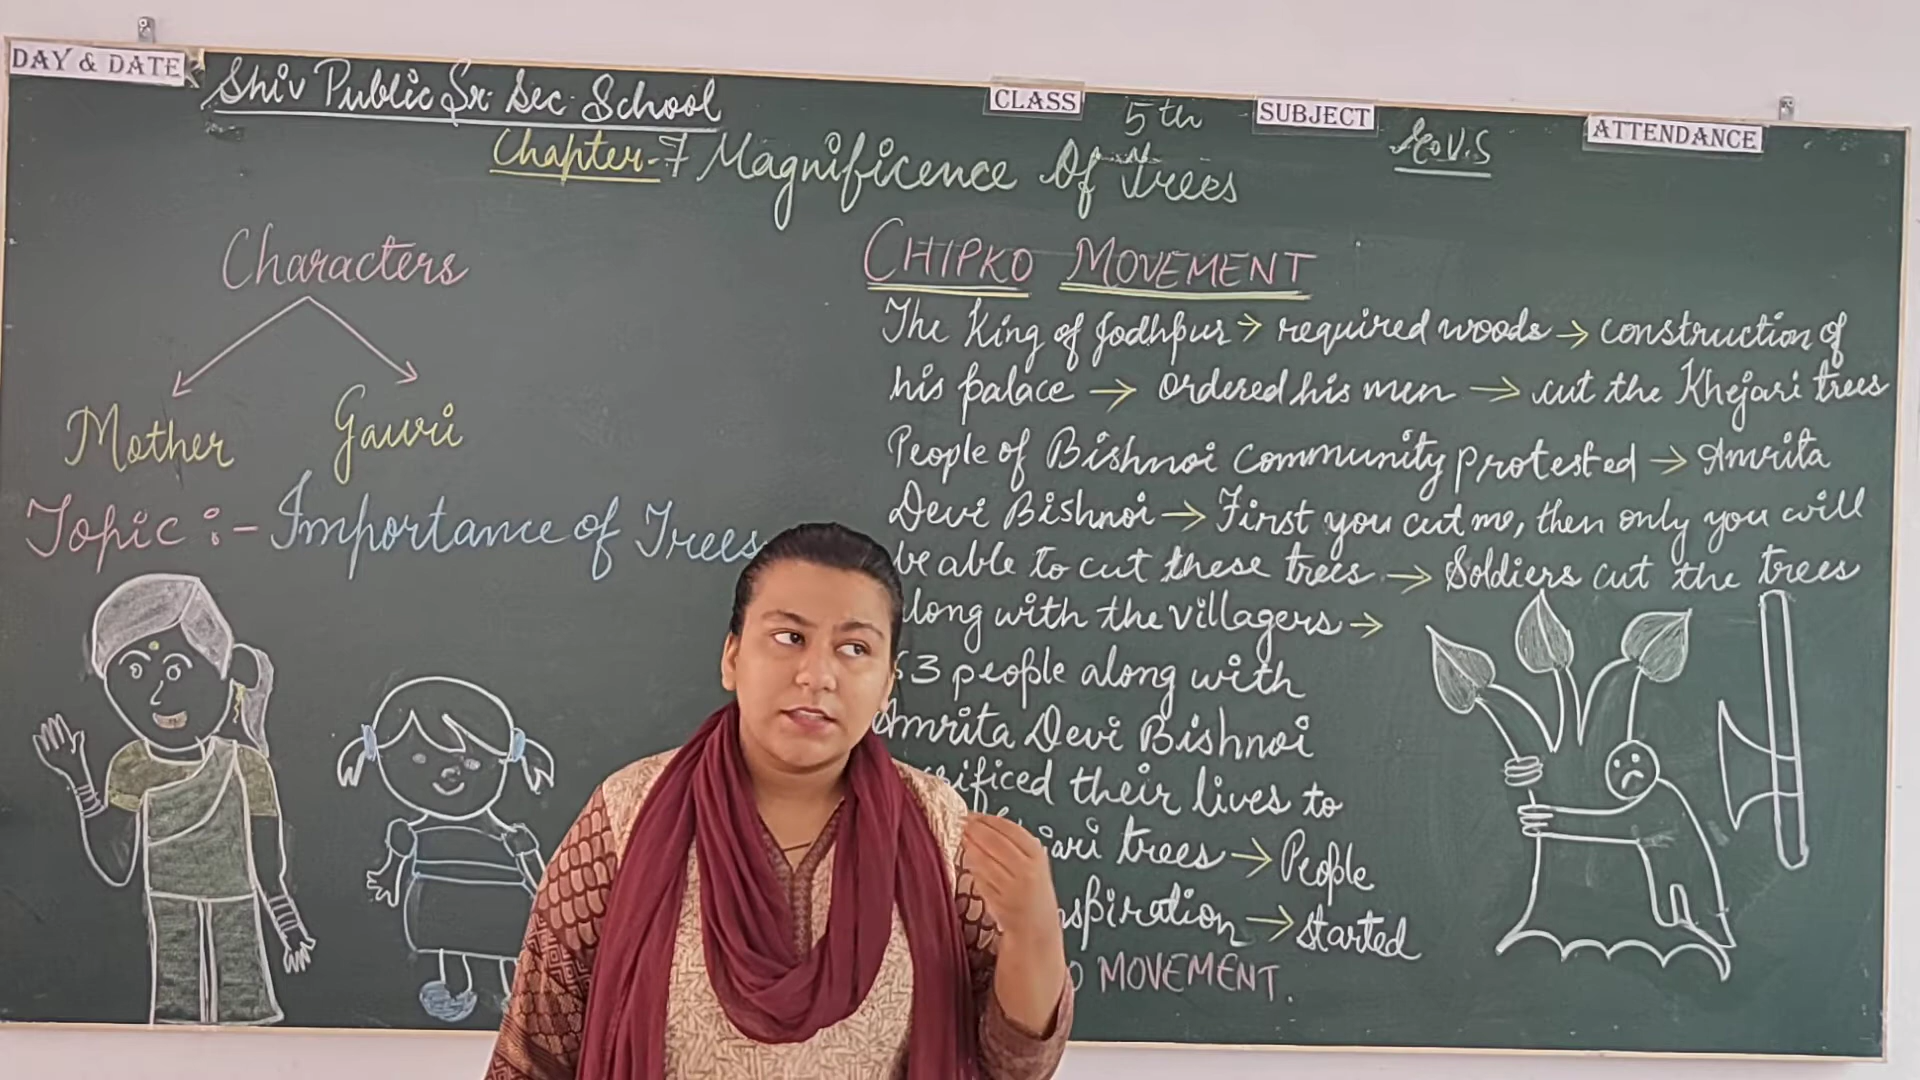 DAY & DATE
Shiv Public Sr. Sec. School
CLASS
5th
SUBJECT
E.V.S
ATTENDANCE
Chapter-7 Magnificence Of Trees
Characters
Mother
Gauri
Topic :- Importance of Trees
CHIPKO MOVEMENT
The King of Jodhpur → required woods → construction of
his palace → ordered his men → cut the Khejari trees
People of Bishnoi community protested → Amrita
Devi Bishnoi → First you cut me, then only you will
be able to cut these trees → Soldiers cut the trees
along with the villagers →
63 people along with
Amrita Devi Bishnoi
their lives to
trees → People
→ started
MOVEMENT.